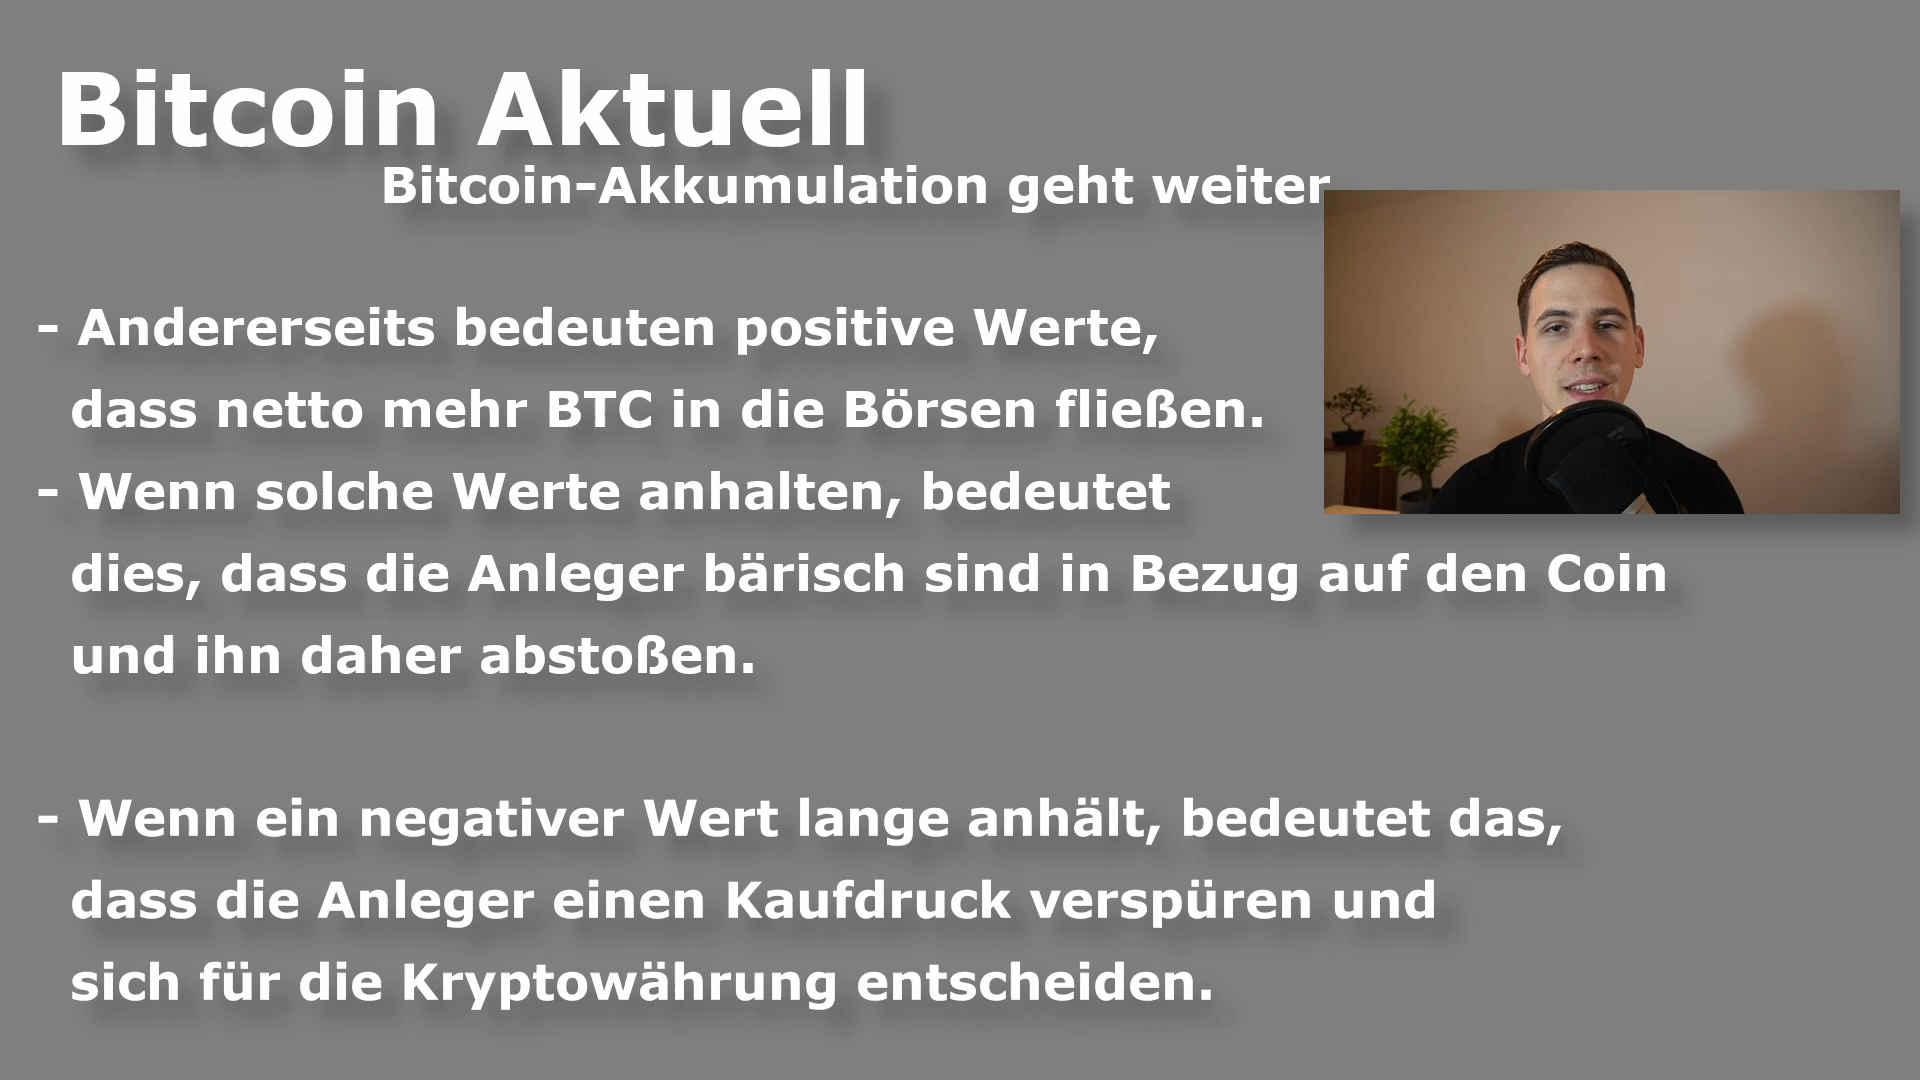 Bitcoin Aktuell
Bitcoin-Akkumulation geht weiter
- Andererseits bedeuten positive Werte,
dass netto mehr BTC in die Börsen fließen.
- Wenn solche Werte anhalten, bedeutet
dies, dass die Anleger bärisch sind in Bezug auf den Coin
und ihn daher abstoßen.
- Wenn ein negativer Wert lange anhält, bedeutet das,
dass die Anleger einen Kaufdruck verspüren und
sich für die Kryptowährung entscheiden.